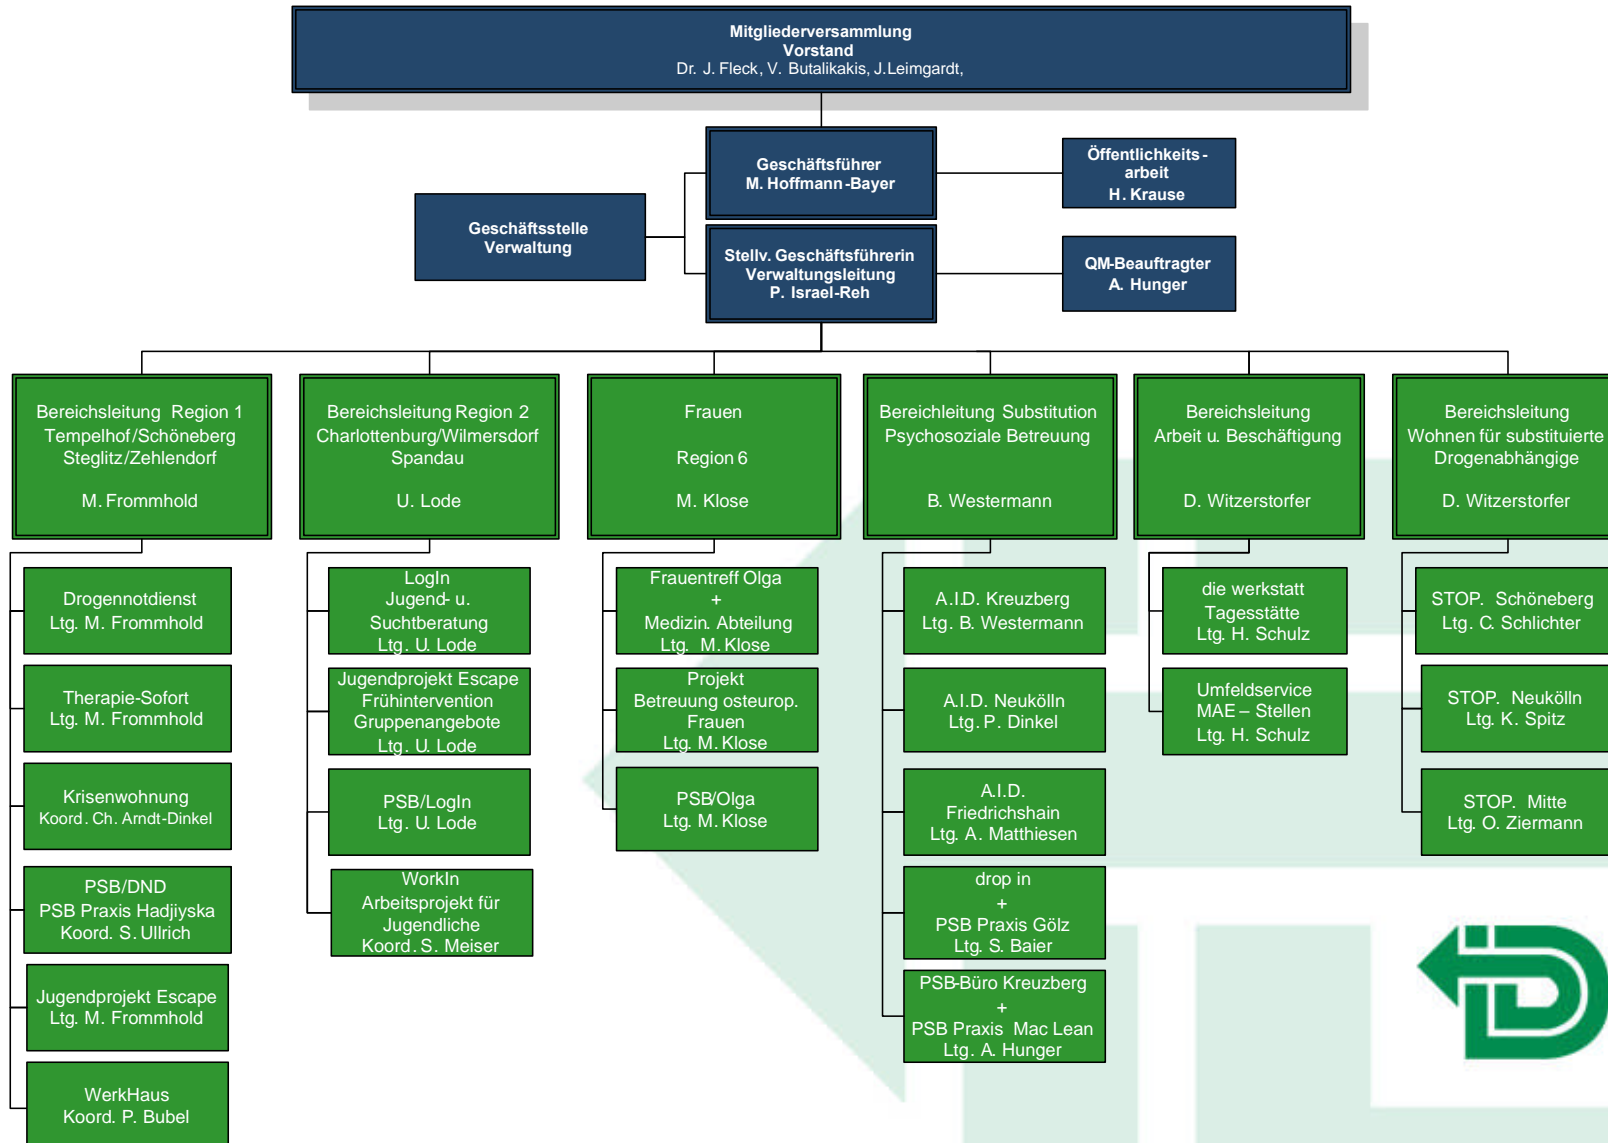 Mitgliederversammlung
Vorstand
Dr. J. Fleck, V. Butalikakis, J.Leimgardt,
Geschäftsführer
M. Hoffmann-Bayer
Öffentlichkeits-
arbeit
H. Krause
Geschäftsstelle
Verwaltung
Stellv. Geschäftsführerin
Verwaltungsleitung
P. Israel-Reh
QM-Beauftragter
A. Hunger
Bereichsleitung Region 1
Tempelhof/Schöneberg
Steglitz/Zehlendorf
M. Frommhold
Bereichsleitung Region 2
Charlottenburg/Wilmersdorf
Spandau
U. Lode
Frauen
Region 6
M. Klose
Bereichleitung Substitution
Psychosoziale Betreuung
B. Westermann
Bereichsleitung
Arbeit u. Beschäftigung
D. Witzerstorfer
Bereichsleitung
Wohnen für substituierte
Drogenabhängige
D. Witzerstorfer
Drogennotdienst
Ltg. M. Frommhold
Therapie-Sofort
Ltg. M. Frommhold
Krisenwohnung
Koord. Ch. Arndt-Dinkel
PSB/DND
PSB Praxis Hadjiyska
Koord. S. Ullrich
Jugendprojekt Escape
Ltg. M. Frommhold
WerkHaus
Koord. P. Bubel
LogIn
Jugend- u.
Suchtberatung
Ltg. U. Lode
Jugendprojekt Escape
Frühintervention
Gruppenangebote
Ltg. U. Lode
PSB/LogIn
Ltg. U. Lode
WorkIn
Arbeitsprojekt für
Jugendliche
Koord. S. Meiser
Frauentreff Olga
+
Medizin. Abteilung
Ltg. M. Klose
Projekt
Betreuung osteurop.
Frauen
Ltg. M. Klose
PSB/Olga
Ltg. M. Klose
A.I.D. Kreuzberg
Ltg. B. Westermann
A.I.D. Neukölln
Ltg. P. Dinkel
A.I.D.
Friedrichshain
Ltg. A. Matthiesen
drop in
+
PSB Praxis Gölz
Ltg. S. Baier
PSB-Büro Kreuzberg
+
PSB Praxis Mac Lean
Ltg. A. Hunger
die werkstatt
Tagesstätte
Ltg. H. Schulz
Umfeldservice
MAE – Stellen
Ltg. H. Schulz
STOP. Schöneberg
Ltg. C. Schlichter
STOP. Neukölln
Ltg. K. Spitz
STOP. Mitte
Ltg. O. Ziermann